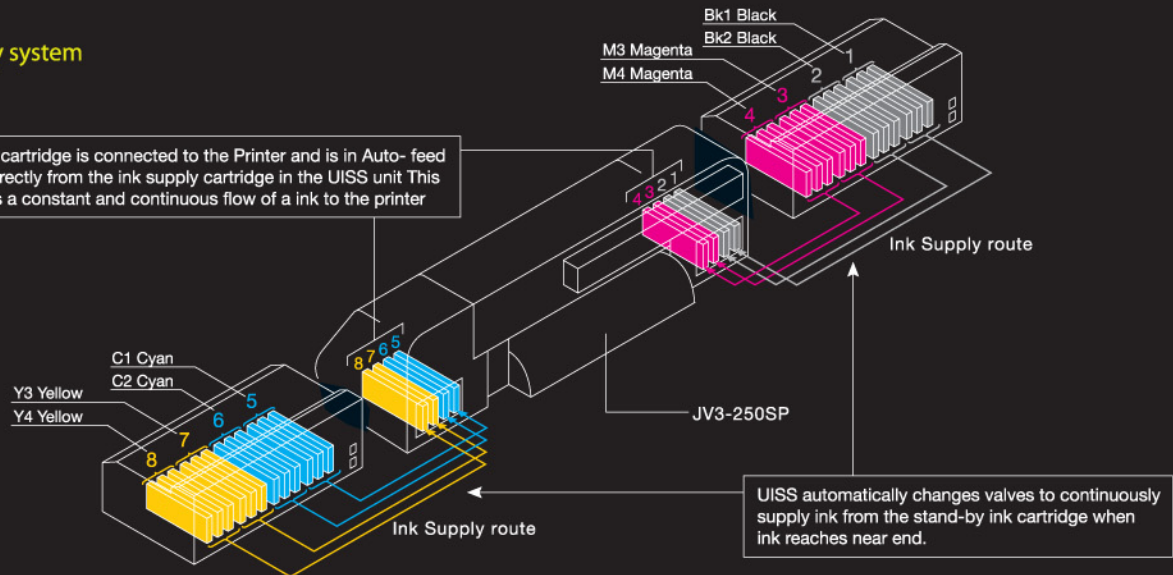 system
Bk1 Black
Bk2 Black
M3 Magenta
M4 Magenta
1
2
3
4
cartridge is connected to the Printer and is in Auto- feed
directly from the ink supply cartridge in the UISS unit This
a constant and continuous flow of a ink to the printer
4 3 2 1
Ink Supply route
C1 Cyan
C2 Cyan
Y3 Yellow
Y4 Yellow
5
6
7
8
8 7 6 5
JV3-250SP
Ink Supply route
UISS automatically changes valves to continuously
supply ink from the stand-by ink cartridge when
ink reaches near end.